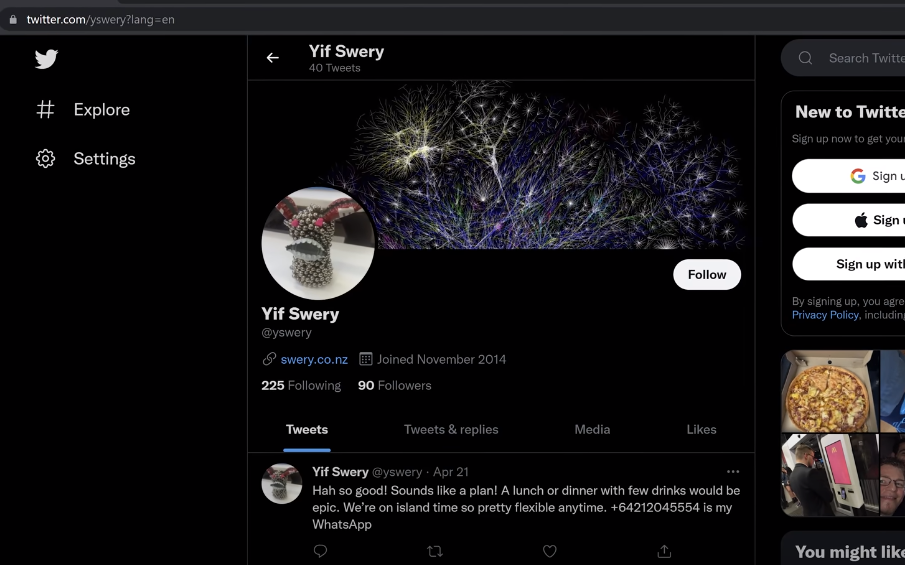 twitter.com/yswery?lang=en
Explore
Settings
Yif Swery
40 Tweets
Follow
Yif Swery
@yswery
swery.co.nz Joined November 2014
225 Following 90 Followers
Tweets Tweets & replies Media Likes
Yif Swery @yswery · Apr 21
Hah so good! Sounds like a plan! A lunch or dinner with few drinks would be
epic. We're on island time so pretty flexible anytime. +64212045554 is my
WhatsApp
Search Twitte
New to Twitte
Sign up now to get your
Sign u
Sign u
Sign up with
By signing up, you agre
Privacy Policy, including
You might like